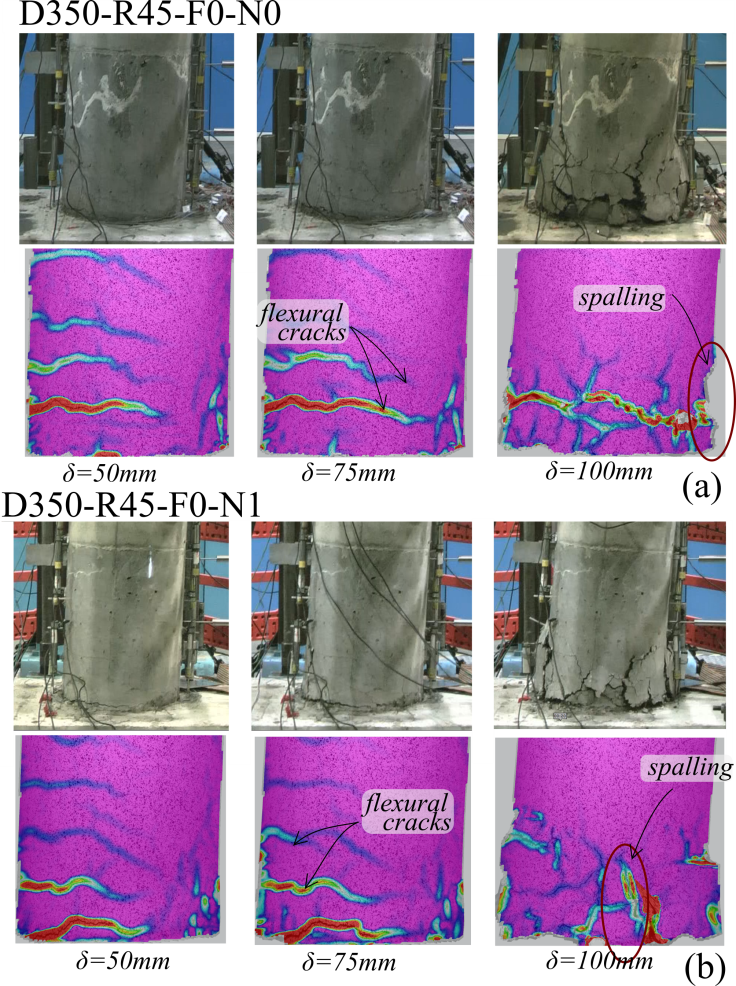 D350-R45-F0-N0
flexural
cracks
spalling
δ=50mm
δ=75mm
δ=100mm
(a)
D350-R45-F0-N1
flexural
cracks
spalling
δ=50mm
δ=75mm
δ=100mm
(b)